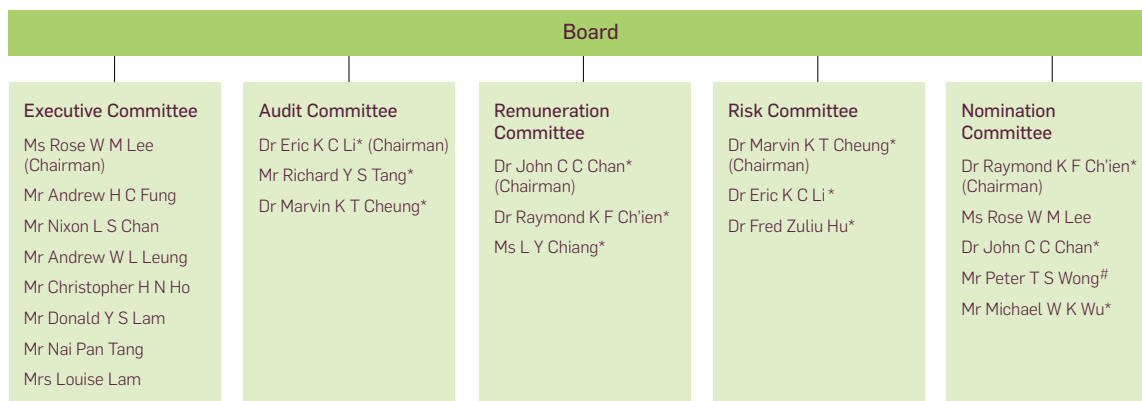 Board
Executive Committee
Ms Rose W M Lee
(Chairman)
Mr Andrew H C Fung
Mr Nixon L S Chan
Mr Andrew W L Leung
Mr Christopher H N Ho
Mr Donald Y S Lam
Mr Nai Pan Tang
Mrs Louise Lam
Audit Committee
Dr Eric K C Li* (Chairman)
Mr Richard Y S Tang*
Dr Marvin K T Cheung*
Remuneration
Committee
Dr John C C Chan*
(Chairman)
Dr Raymond K F Ch'ien*
Ms L Y Chiang*
Risk Committee
Dr Marvin K T Cheung*
(Chairman)
Dr Eric K C Li*
Dr Fred Zuliu Hu*
Nomination
Committee
Dr Raymond K F Ch'ien*
(Chairman)
Ms Rose W M Lee
Dr John C C Chan*
Mr Peter T S Wong#
Mr Michael W K Wu*